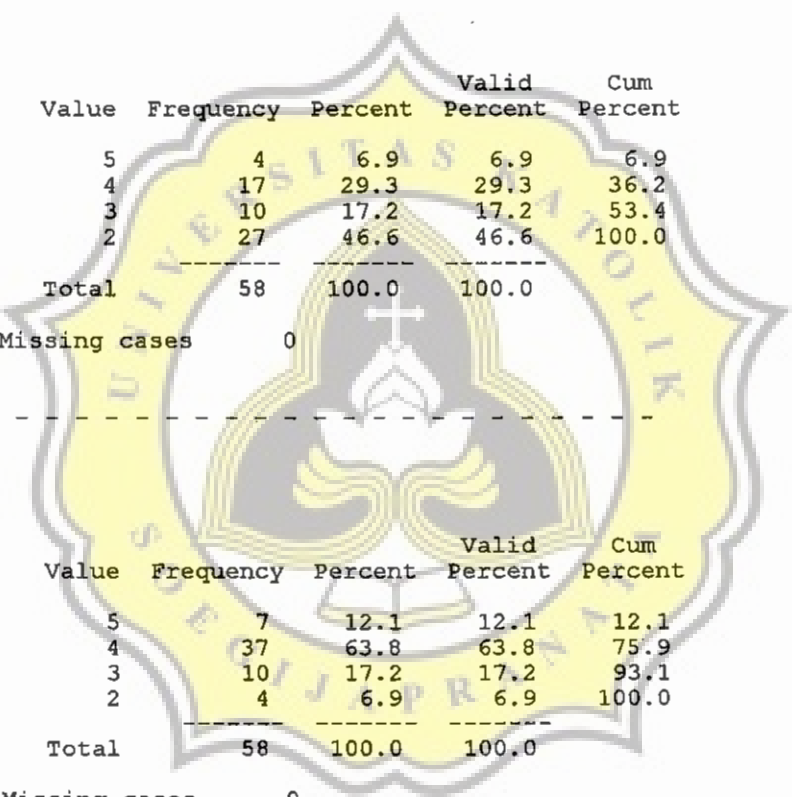 Valid Cum
Value Frequency Percent Percent Percent
5 4 6.9 6.9 6.9
4 17 29.3 29.3 36.2
3 10 17.2 17.2 53.4
2 27 46.6 46.6 100.0
------- ------- -------
Total 58 100.0 100.0
Missing cases 0
- - - - - - - - - - - - - - - - - - - - - - - - -
Valid Cum
Value Frequency Percent Percent Percent
5 7 12.1 12.1 12.1
4 37 63.8 63.8 75.9
3 10 17.2 17.2 93.1
2 4 6.9 6.9 100.0
------- ------- -------
Total 58 100.0 100.0
Missing cases 0
UNIVERSITAS KATOLIK
SOEGIJAPRANATA